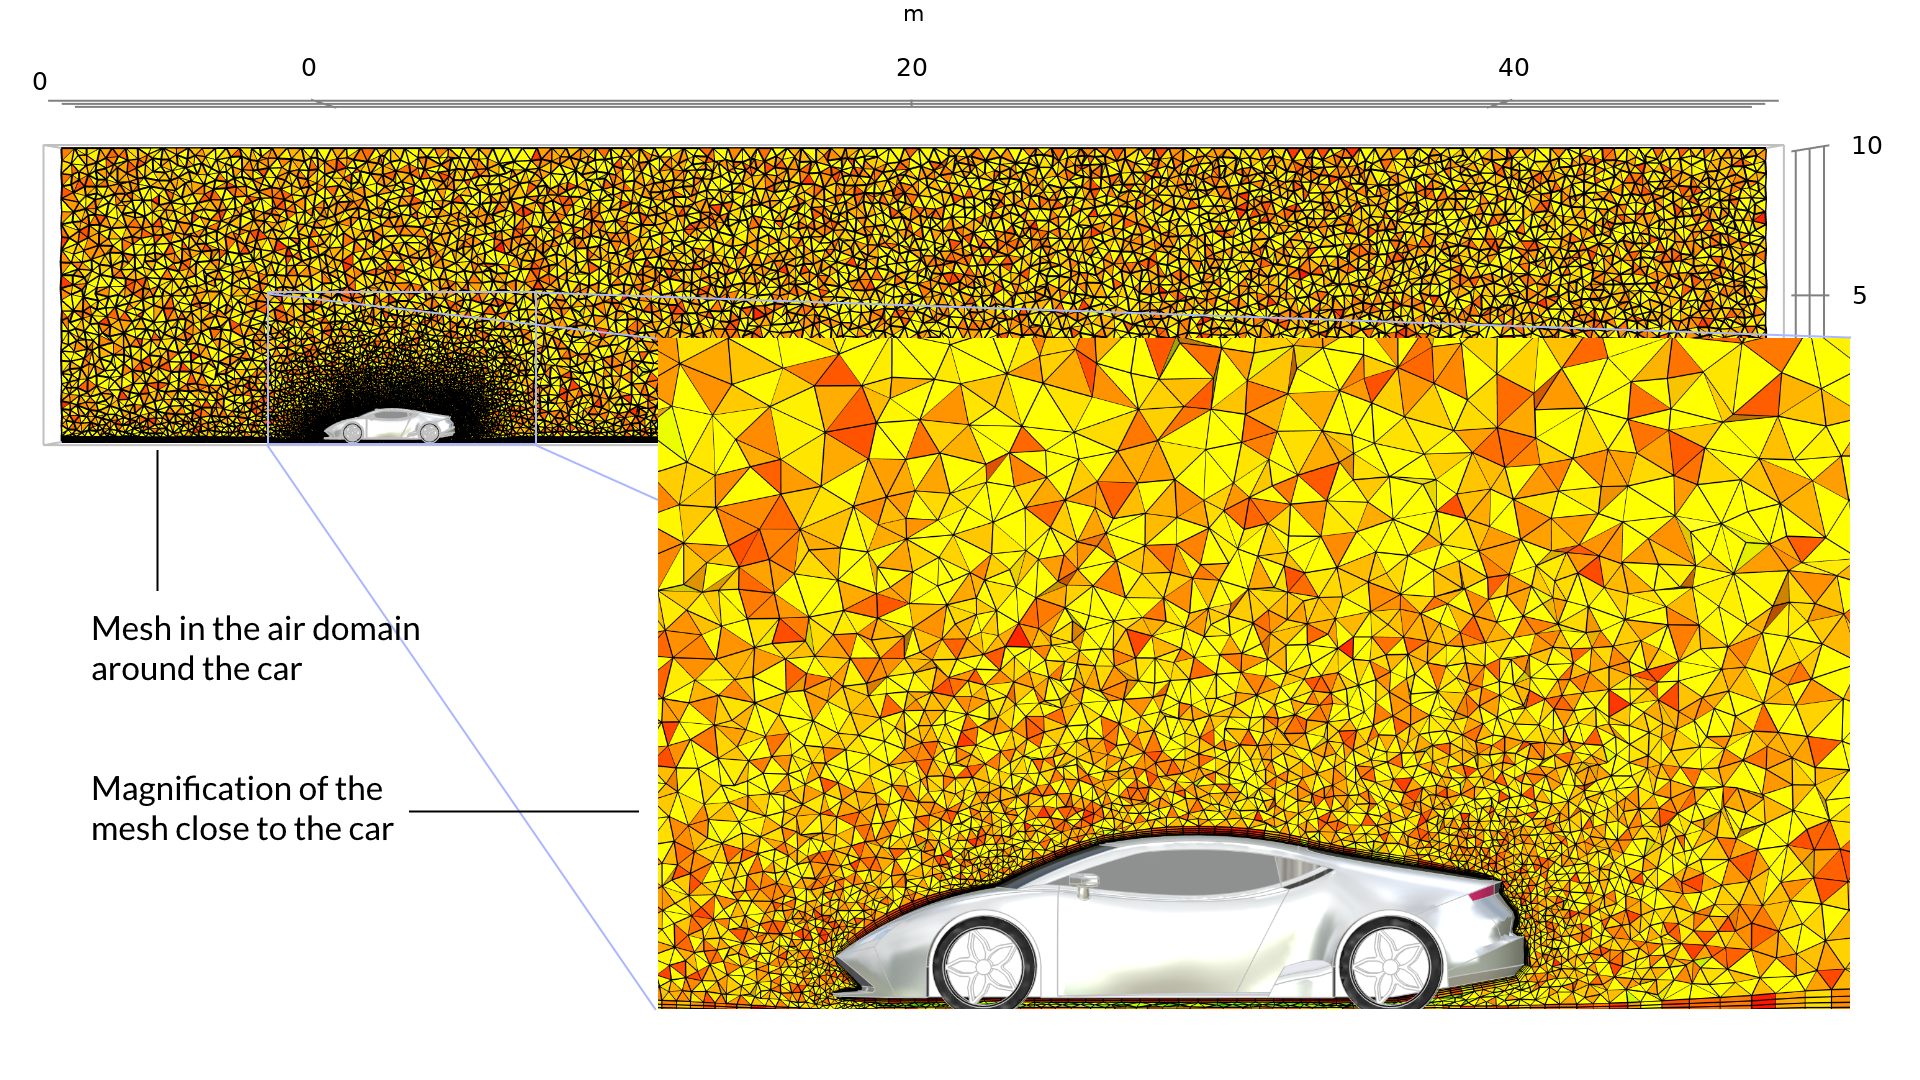 m
0
0
20
40
10
5
Mesh in the air domain
around the car
Magnification of the
mesh close to the car